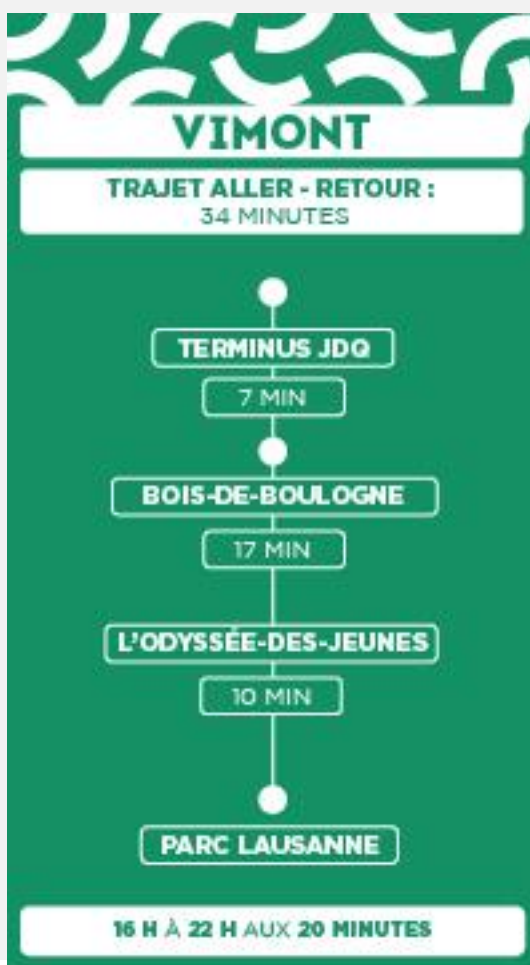 VIMONT
TRAJET ALLER - RETOUR :
34 MINUTES
TERMINUS JDQ
7 MIN
BOIS-DE-BOULOGNE
17 MIN
L'ODYSSÉE-DES-JEUNES
10 MIN
PARC LAUSANNE
16 H À 22 H AUX 20 MINUTES